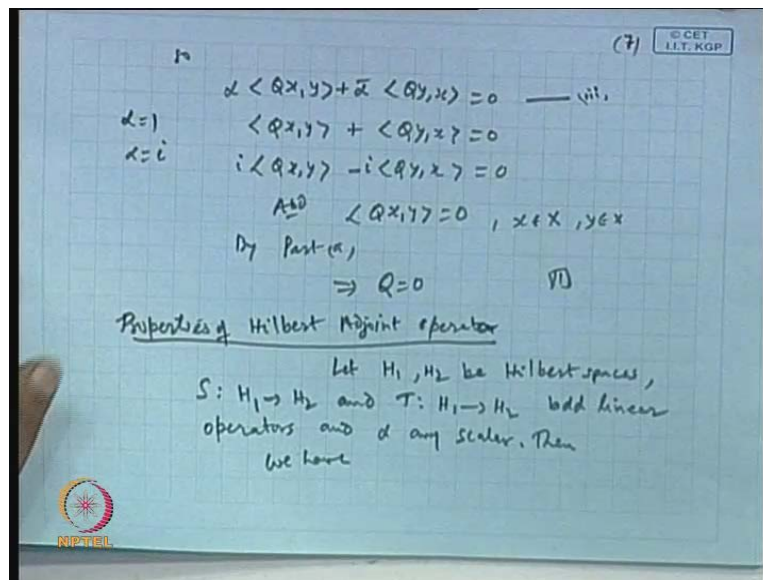 (7)
© CET
I.I.T. KGP
so
α <Qx,y> + ᾱ <Qy,x> = 0 —— (ii),
α=1 <Qx,y> + <Qy,x> = 0
α=i i<Qx,y> - i<Qy,x> = 0
Add <Qx,y> = 0 , x∈X, y∈X
By Part (a,
⇒ Q=0
Properties of Hilbert Adjoint operator
Let H₁, H₂ be Hilbert spaces,
S: H₁→H₂ and T: H₁→H₂ bdd linear
operators and α any scalar. Then
we have
NPTEL